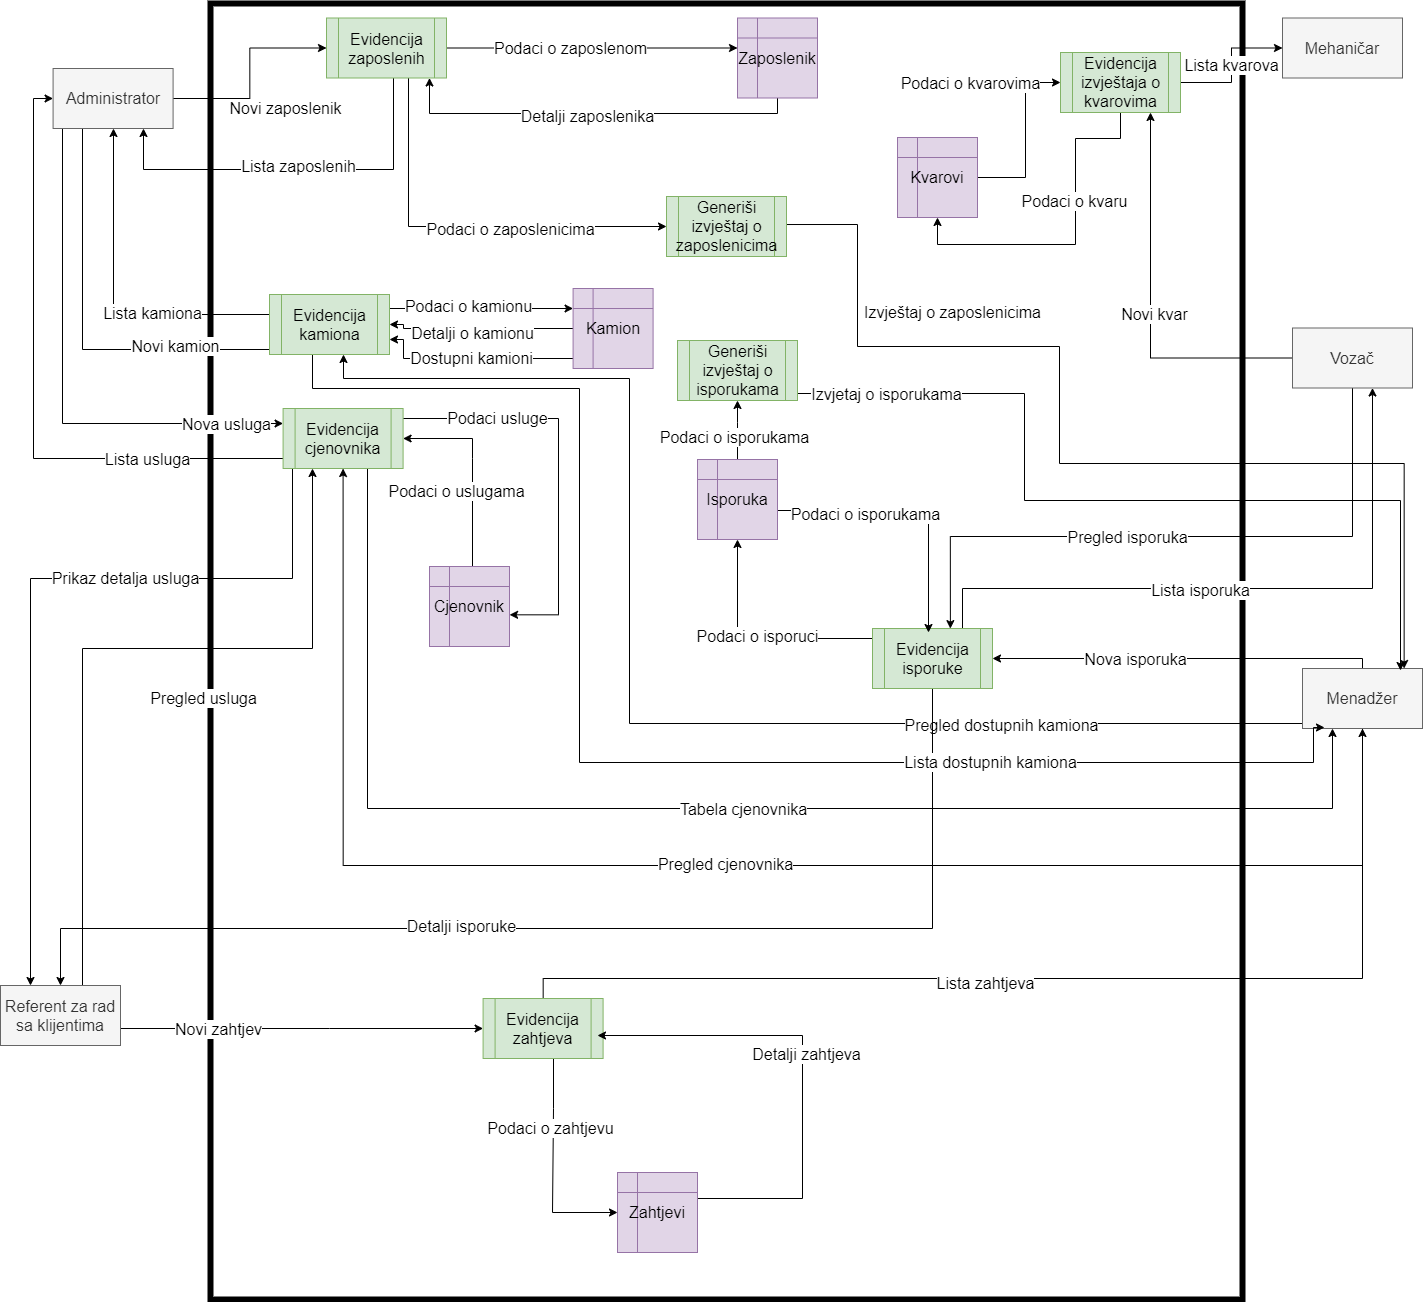 Evidencija
zaposlenih
Podaci o zaposlenom
Zaposlenik
Mehaničar
Lista kvarova
Evidencija
izvještaja o
kvarovima
Podaci o kvarovima
Administrator
Novi zaposlenik
Detalji zaposlenika
Lista zaposlenih
Kvarovi
Podaci o kvaru
Generiši
izvještaj o
zaposlenicima
Podaci o zaposlenicima
Lista kamiona
Evidencija
kamiona
Podaci o kamionu
Detalji o kamionu
Dostupni kamioni
Kamion
Izvještaj o zaposlenicima
Novi kvar
Novi kamion
Vozač
Generiši
izvještaj o
isporukama
Izvjetaj o isporukama
Nova usluga
Evidencija
cjenovnika
Podaci usluge
Podaci o isporukama
Lista usluga
Podaci o uslugama
Isporuka
Podaci o isporukama
Pregled isporuka
Prikaz detalja usluga
Cjenovnik
Lista isporuka
Podaci o isporuci
Evidencija
isporuke
Nova isporuka
Menadžer
Pregled usluga
Pregled dostupnih kamiona
Lista dostupnih kamiona
Tabela cjenovnika
Pregled cjenovnika
Detalji isporuke
Lista zahtjeva
Referent za rad
sa klijentima
Novi zahtjev
Evidencija
zahtjeva
Detalji zahtjeva
Podaci o zahtjevu
Zahtjevi